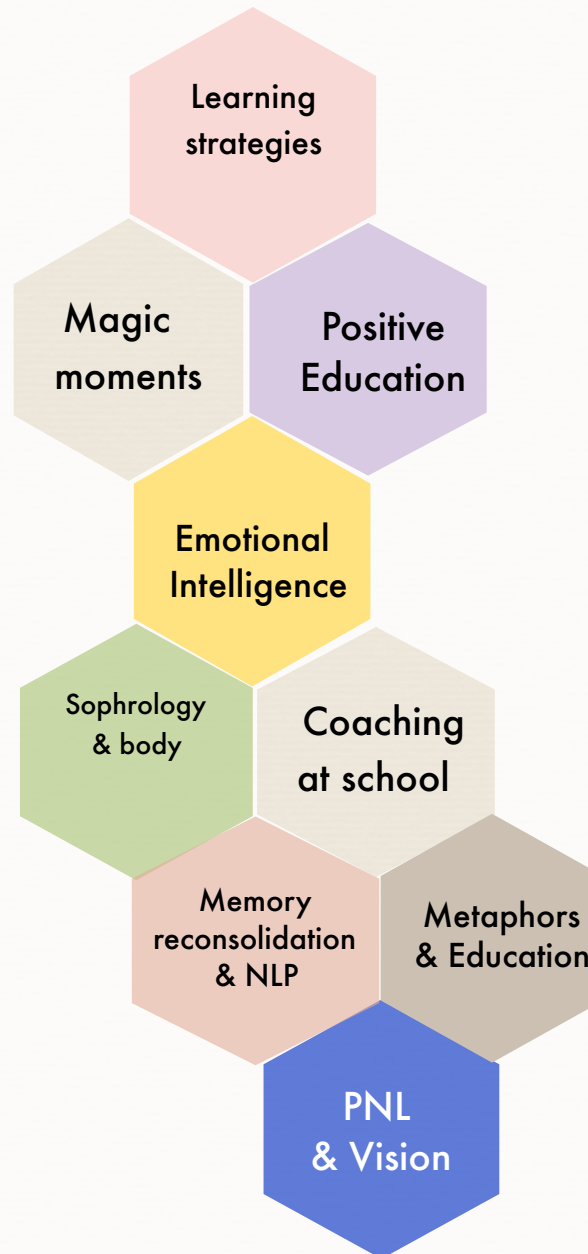 Learning
strategies
Magic
moments
Positive
Education
Emotional
Intelligence
Sophrology
& body
Coaching
at school
Memory
reconsolidation
& NLP
Metaphors
& Education
PNL
& Vision